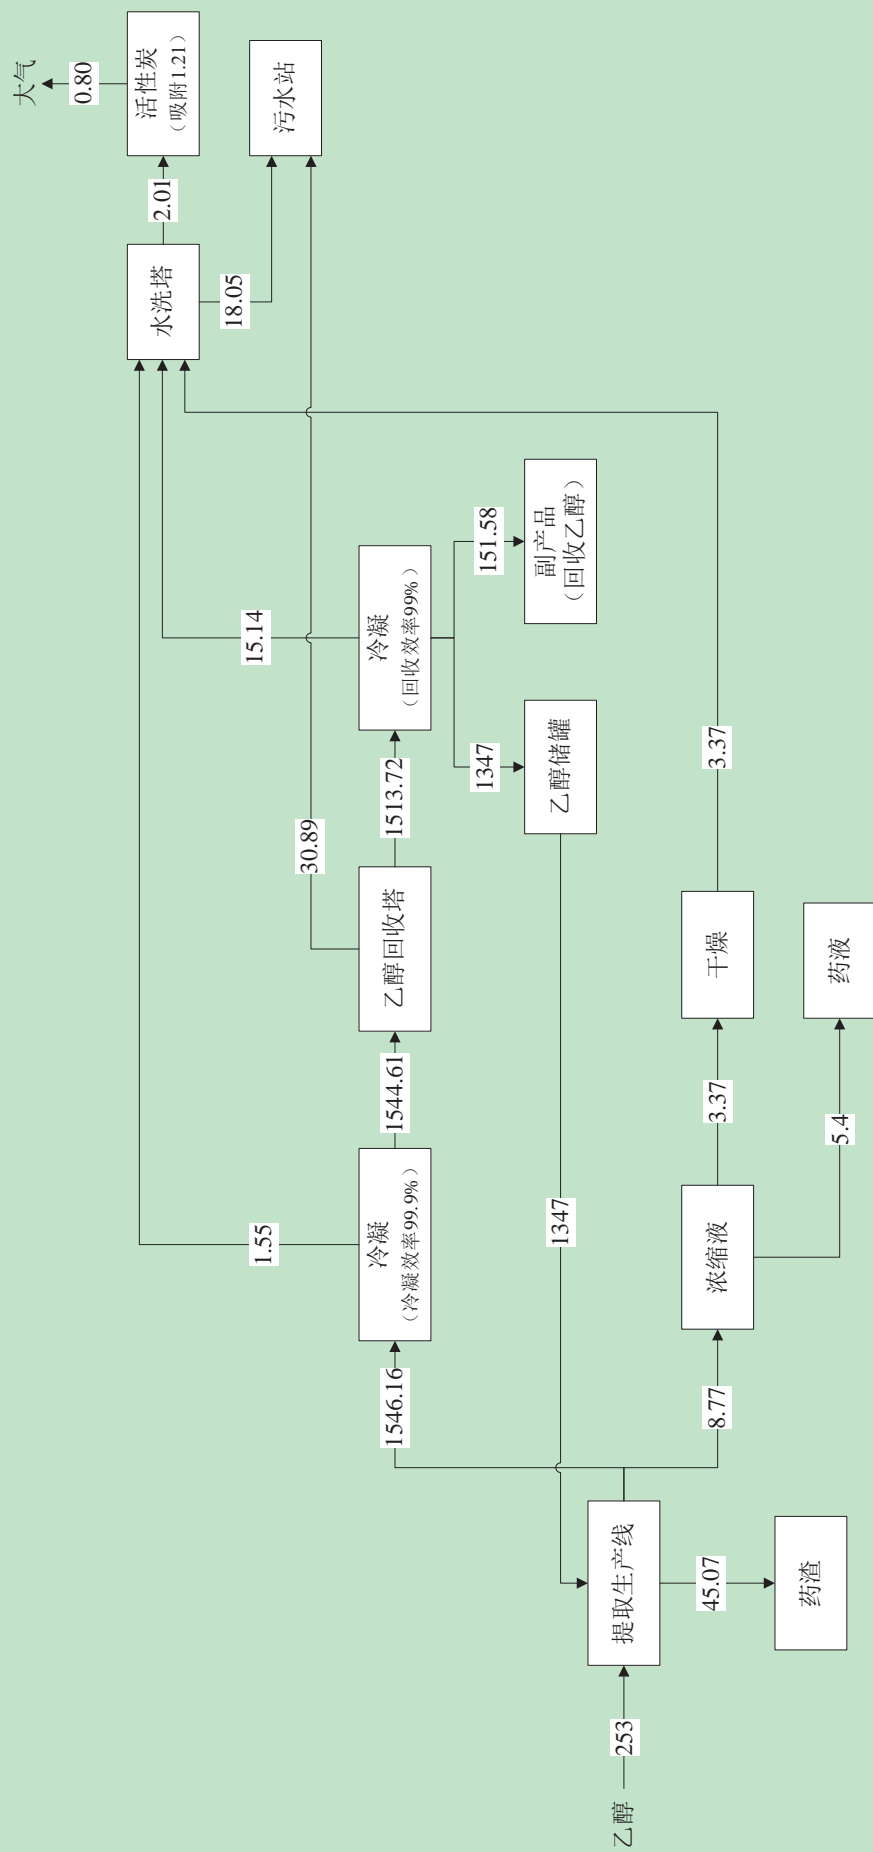 乙醇
253
提取生产线
45.07
药渣
1546.16
8.77
冷凝
（冷凝效率99.9%）
1.55
1544.61
乙醇回收塔
30.89
1513.72
冷凝
（回收效率99%）
15.14
1347
乙醇储罐
151.58
副产品
（回收乙醇）
1347
浓缩液
3.37
干燥
3.37
5.4
药液
水洗塔
18.05
2.01
活性炭
（吸附1.21）
0.80
大气
污水站